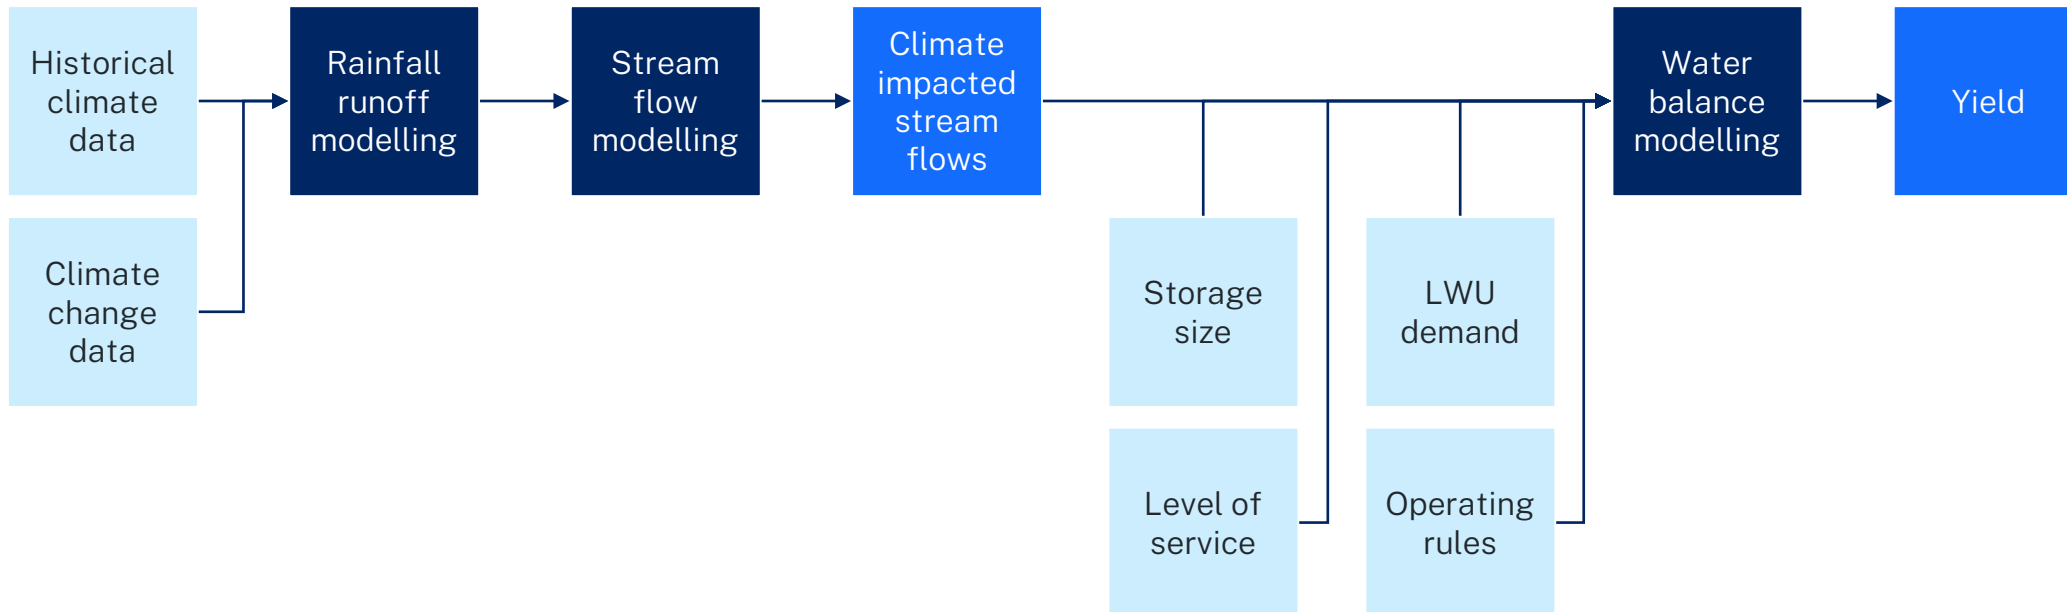 Historical
climate
data
Rainfall
runoff
modelling
Stream
flow
modelling
Climate
impacted
stream
flows
Water
balance
modelling
Yield
Climate
change
data
Storage
size
LWU
demand
Level of
service
Operating
rules